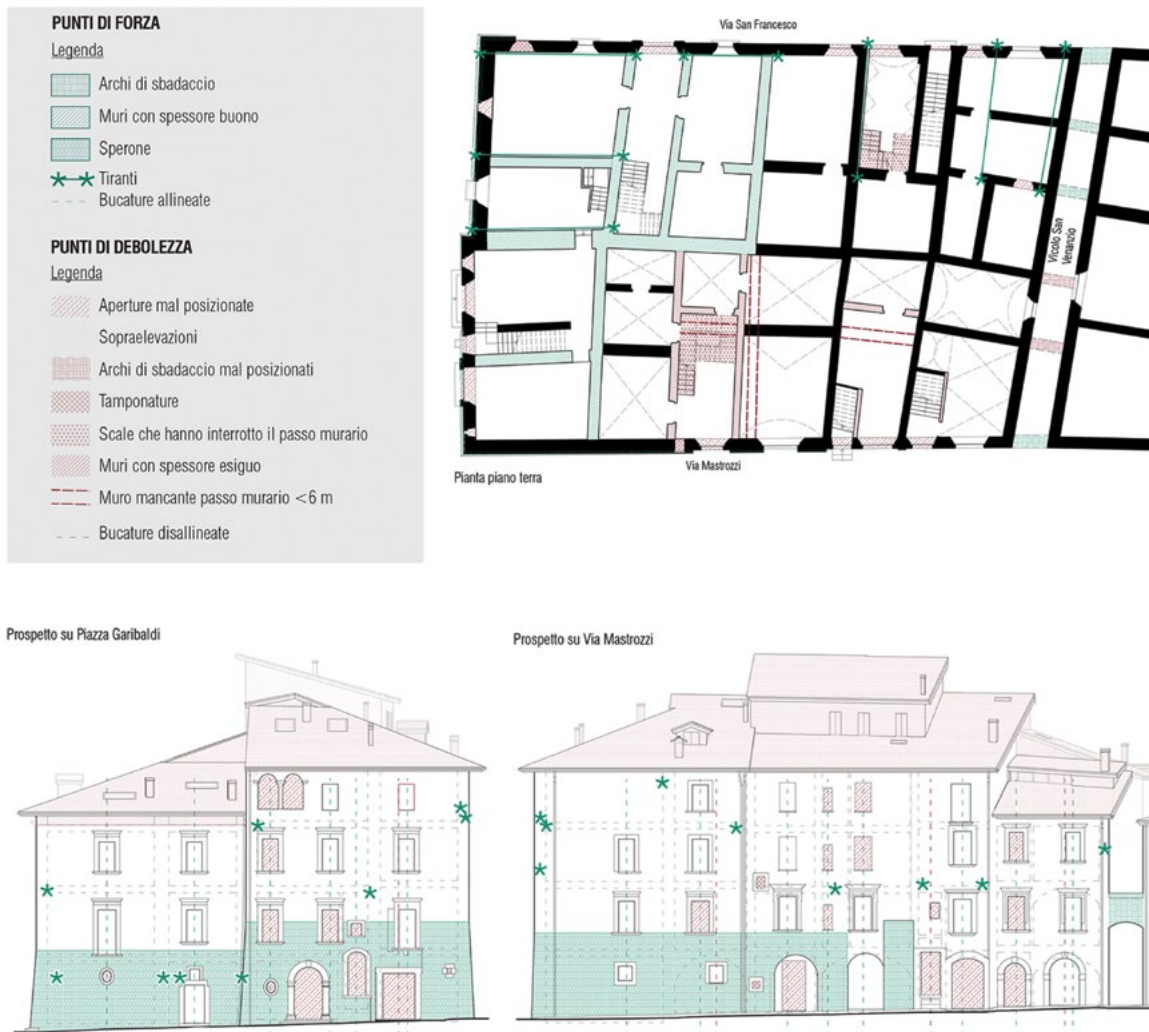 PUNTI DI FORZA
Legenda
Archi di sbadaccio
Muri con spessore buono
Sperone
Tiranti
Bucature allineate
PUNTI DI DEBOLEZZA
Legenda
Aperture mal posizionate
Sopraelevazioni
Archi di sbadaccio mal posizionati
Tamponature
Scale che hanno interrotto il passo murario
Muri con spessore esiguo
Muro mancante passo murario <6 m
Bucature disallineate
Via San Francesco
Vicolo San
Venanzio
Via Mastrozzi
Pianta piano terra
Prospetto su Piazza Garibaldi
Prospetto su Via Mastrozzi